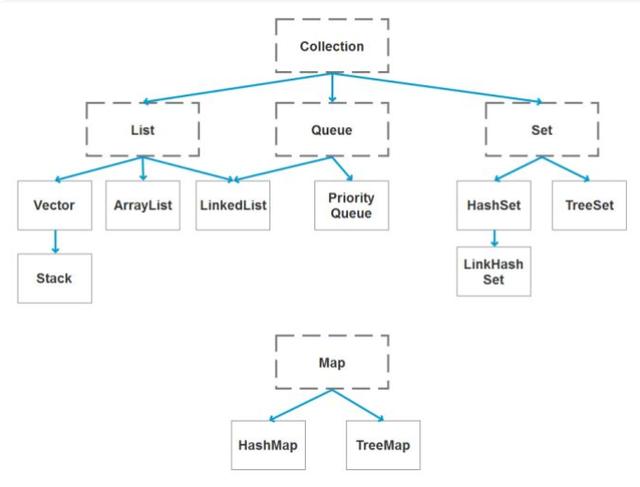 Collection
List
Queue
Set
Vector
ArrayList
LinkedList
Priority
Queue
HashSet
TreeSet
Stack
LinkHash
Set
Map
HashMap
TreeMap